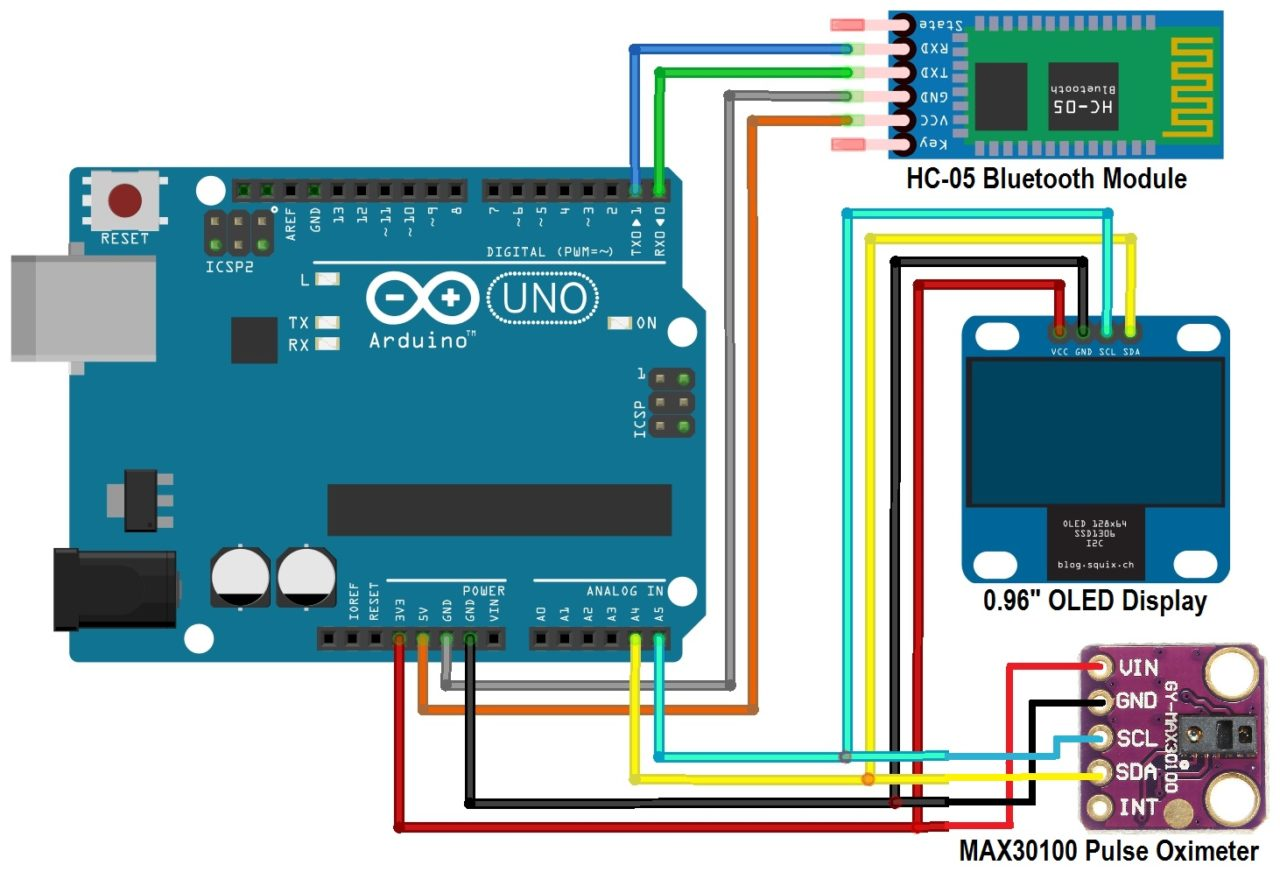 State
RXD
TXD
GND
VCC
Key
HC-05
Bluetooth
HC-05 Bluetooth Module
RESET
ICSP2
AREF
GND
13
12
~11
~10
~9
8
7
~6
~5
4
~3
2
TX0▶1
RX0◀0
DIGITAL (PWM=~)
L
TX
RX
UNO
Arduino™
ON
1
ICSP
VCC GND SCL SDA
OLED 128x64
SSD1306
I2C
blog.squix.ch
0.96" OLED Display
POWER
ANALOG IN
IOREF
RESET
3V3
5V
GND
GND
VIN
A0
A1
A2
A3
A4
A5
VIN
GND
SCL
SDA
INT
GY-MAX30100
MAX30100 Pulse Oximeter